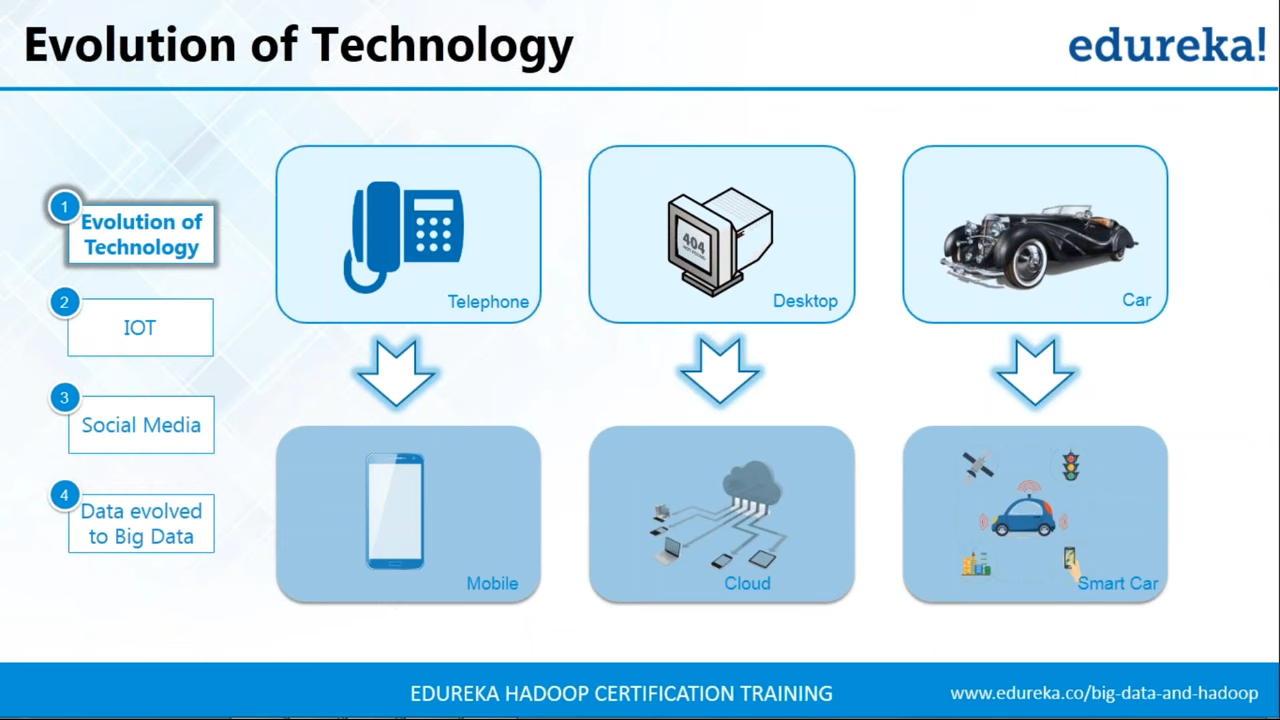 Evolution of Technology
edureka!
1
Evolution of
Technology
2
IOT
3
Social Media
4
Data evolved
to Big Data
Telephone
404
Desktop
Car
Mobile
Cloud
Smart Car
EDUREKA HADOOP CERTIFICATION TRAINING
www.edureka.co/big-data-and-hadoop